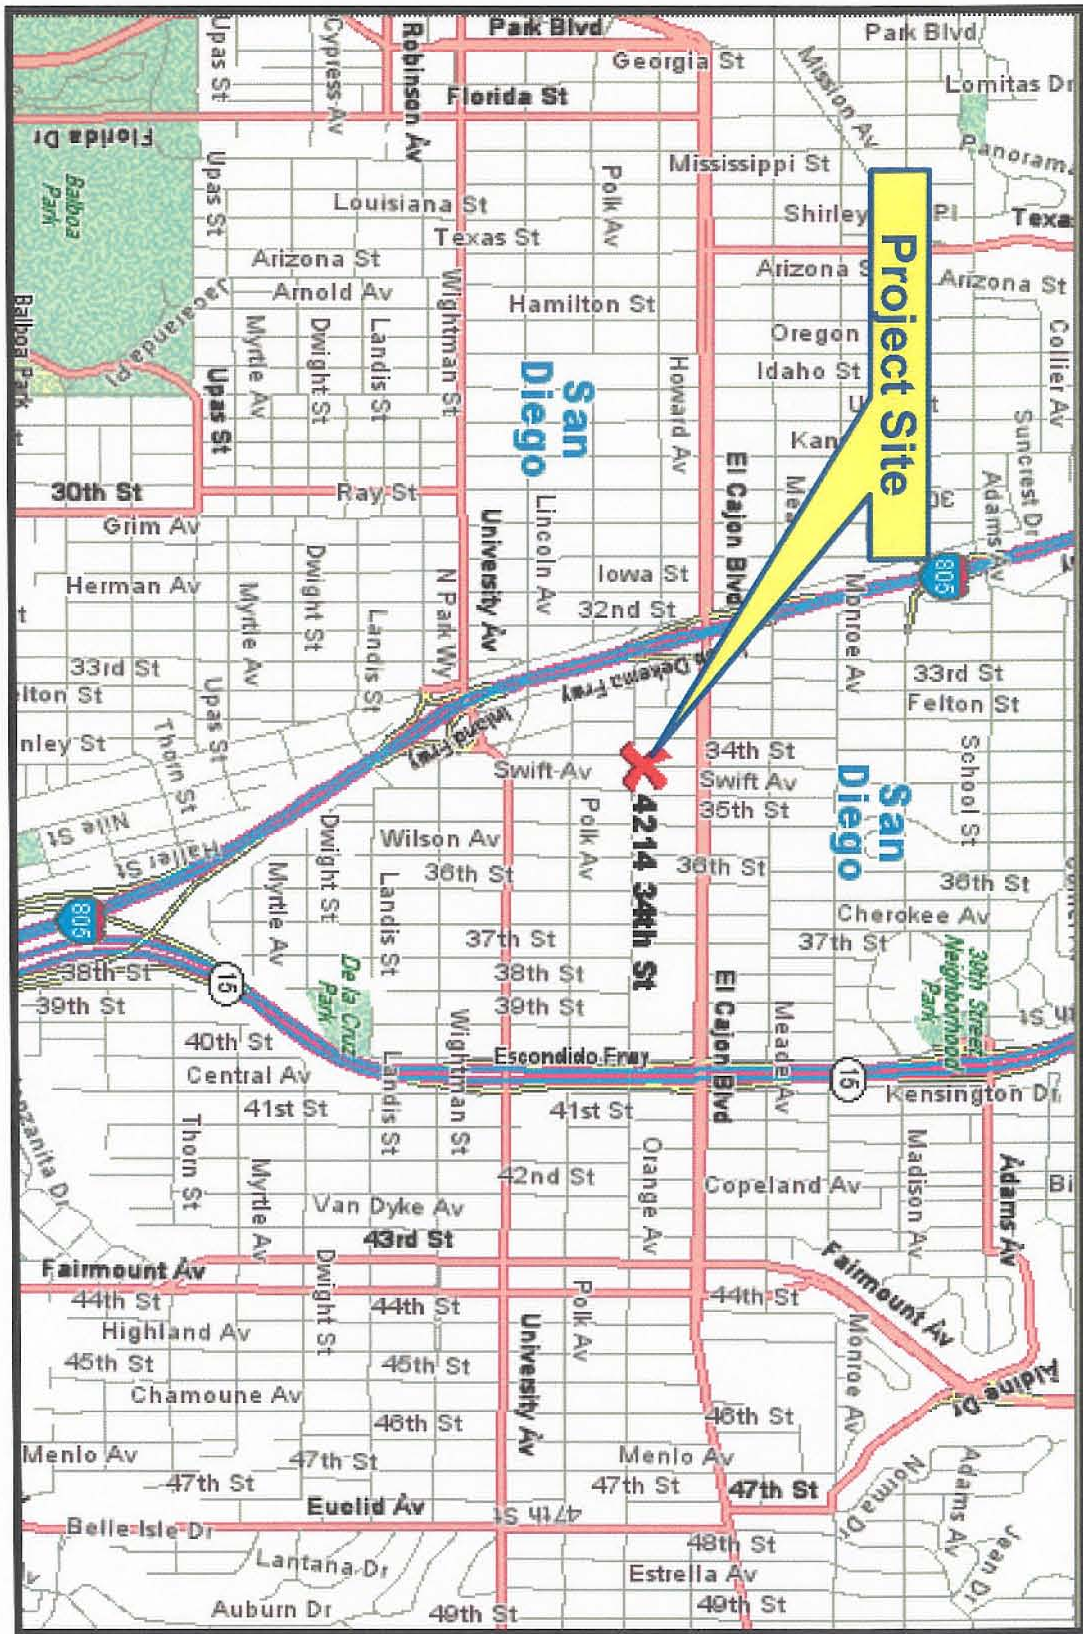 Park Blvd
Park Blvd
Georgia St
Upas St
Cypress Av
Robinson Av
Mission Av
Lomitas Dr
Florida St
Florida Dr
Balboa
Park
Upas St
Polk Av
Mississippi St
Louisiana St
Shirley
Pl
Texas St
Arizona St
Arnold Av
Arizona St
Hamilton St
Wightman St
Jacaranda Pl
Oregon
Idaho St
Myrtle Av
Dwight St
Landis St
Collier Av
Upas St
Balboa Park
Howard Av
San
Diego
Project Site
Suncrest Dr
El Cajon Blvd
30th St
Ray St
Grim Av
Lincoln Av
University Av
Adams Av
Iowa St
32nd St
Herman Av
Myrtle Av
Dwight St
Landis St
N Park Wy
805
Monroe Av
33rd St
33rd St
Felton St
Upas St
Thorn St
Inland Frwy
Dekema Frwy
34th St
Swift Av
Swift Av
35th St
School St
San
Diego
4214 34th St
Polk Av
Nile St
Haller St
Wilson Av
36th St
36th St
36th St
Dwight St
Myrtle Av
Landis St
Cherokee Av
37th St
37th St
805
38th St
38th St
39th St
39th St
15
De la Cruz
Park
39th Street
Neighborhood
Park
40th St
Wightman St
Escondido Frwy
El Cajon Blvd
Meade Av
15
Central Av
41st St
41st St
Landis St
Kensington Dr
Thorn St
Myrtle Av
42nd St
Orange Av
Copeland Av
Madison Av
Adams Av
Van Dyke Av
43rd St
Fairmount Av
Fairmount Av
44th St
44th St
44th St
Highland Av
Dwight St
Polk Av
45th St
45th St
University Av
Monroe Av
Aldine Dr
Chamoune Av
46th St
46th St
Menlo Av
Menlo Av
47th St
47th St
47th St
47th St
47th St
Norma Dr
Adams Av
Jean Dr
Euclid Av
Belle Isle Dr
48th St
Lantana Dr
Estrella Av
Auburn Dr
49th St
49th St